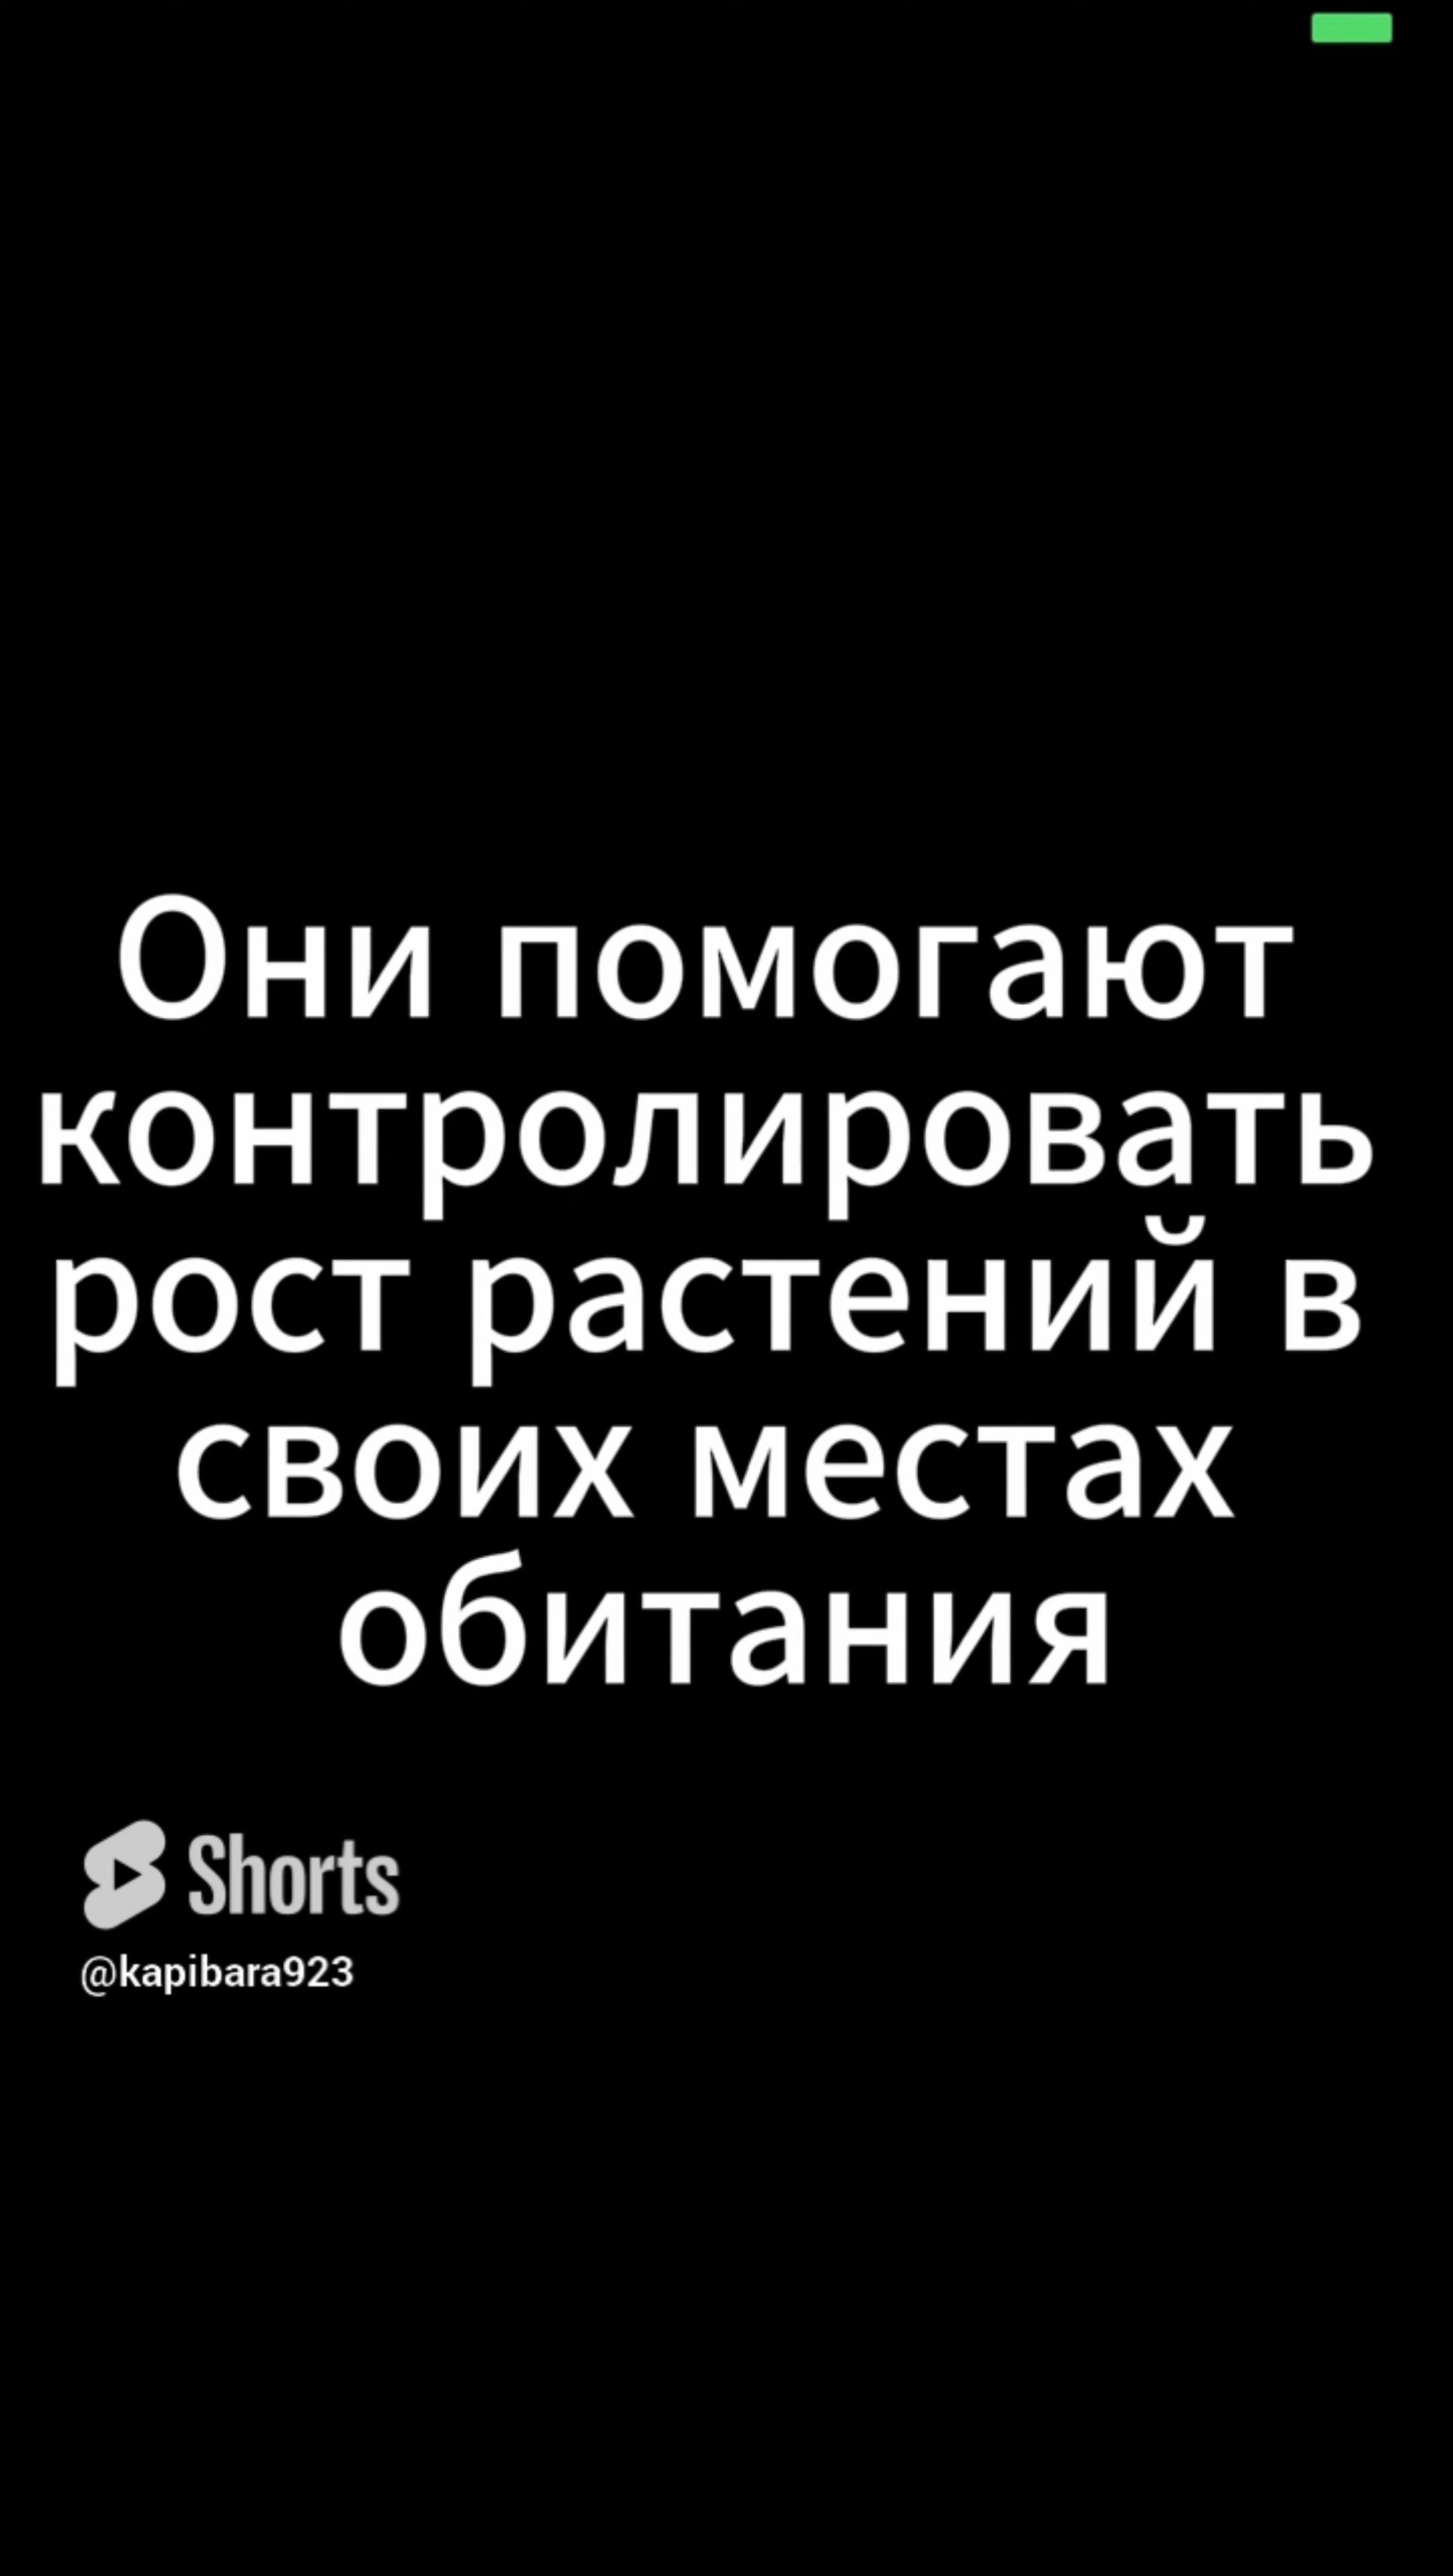 Они помогают
контролировать
рост растений в
своих местах
обитания
Shorts
@kapibara923